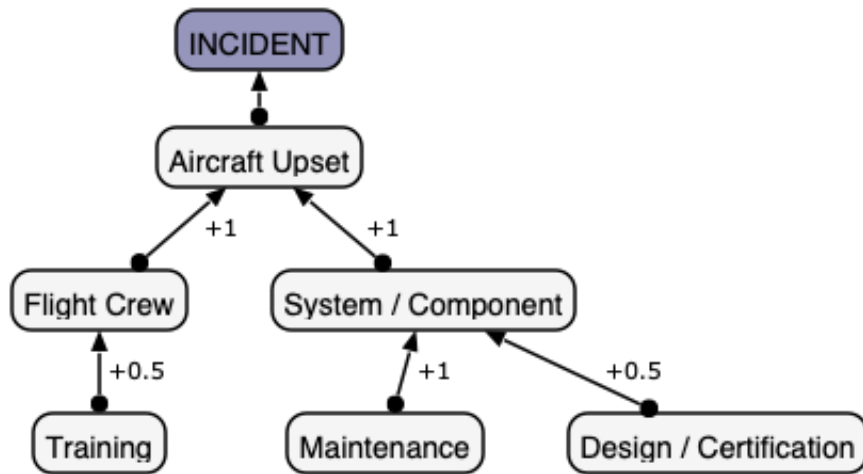 INCIDENT
Aircraft Upset
+1
+1
Flight Crew
System / Component
+0.5
+1
+0.5
Training
Maintenance
Design / Certification